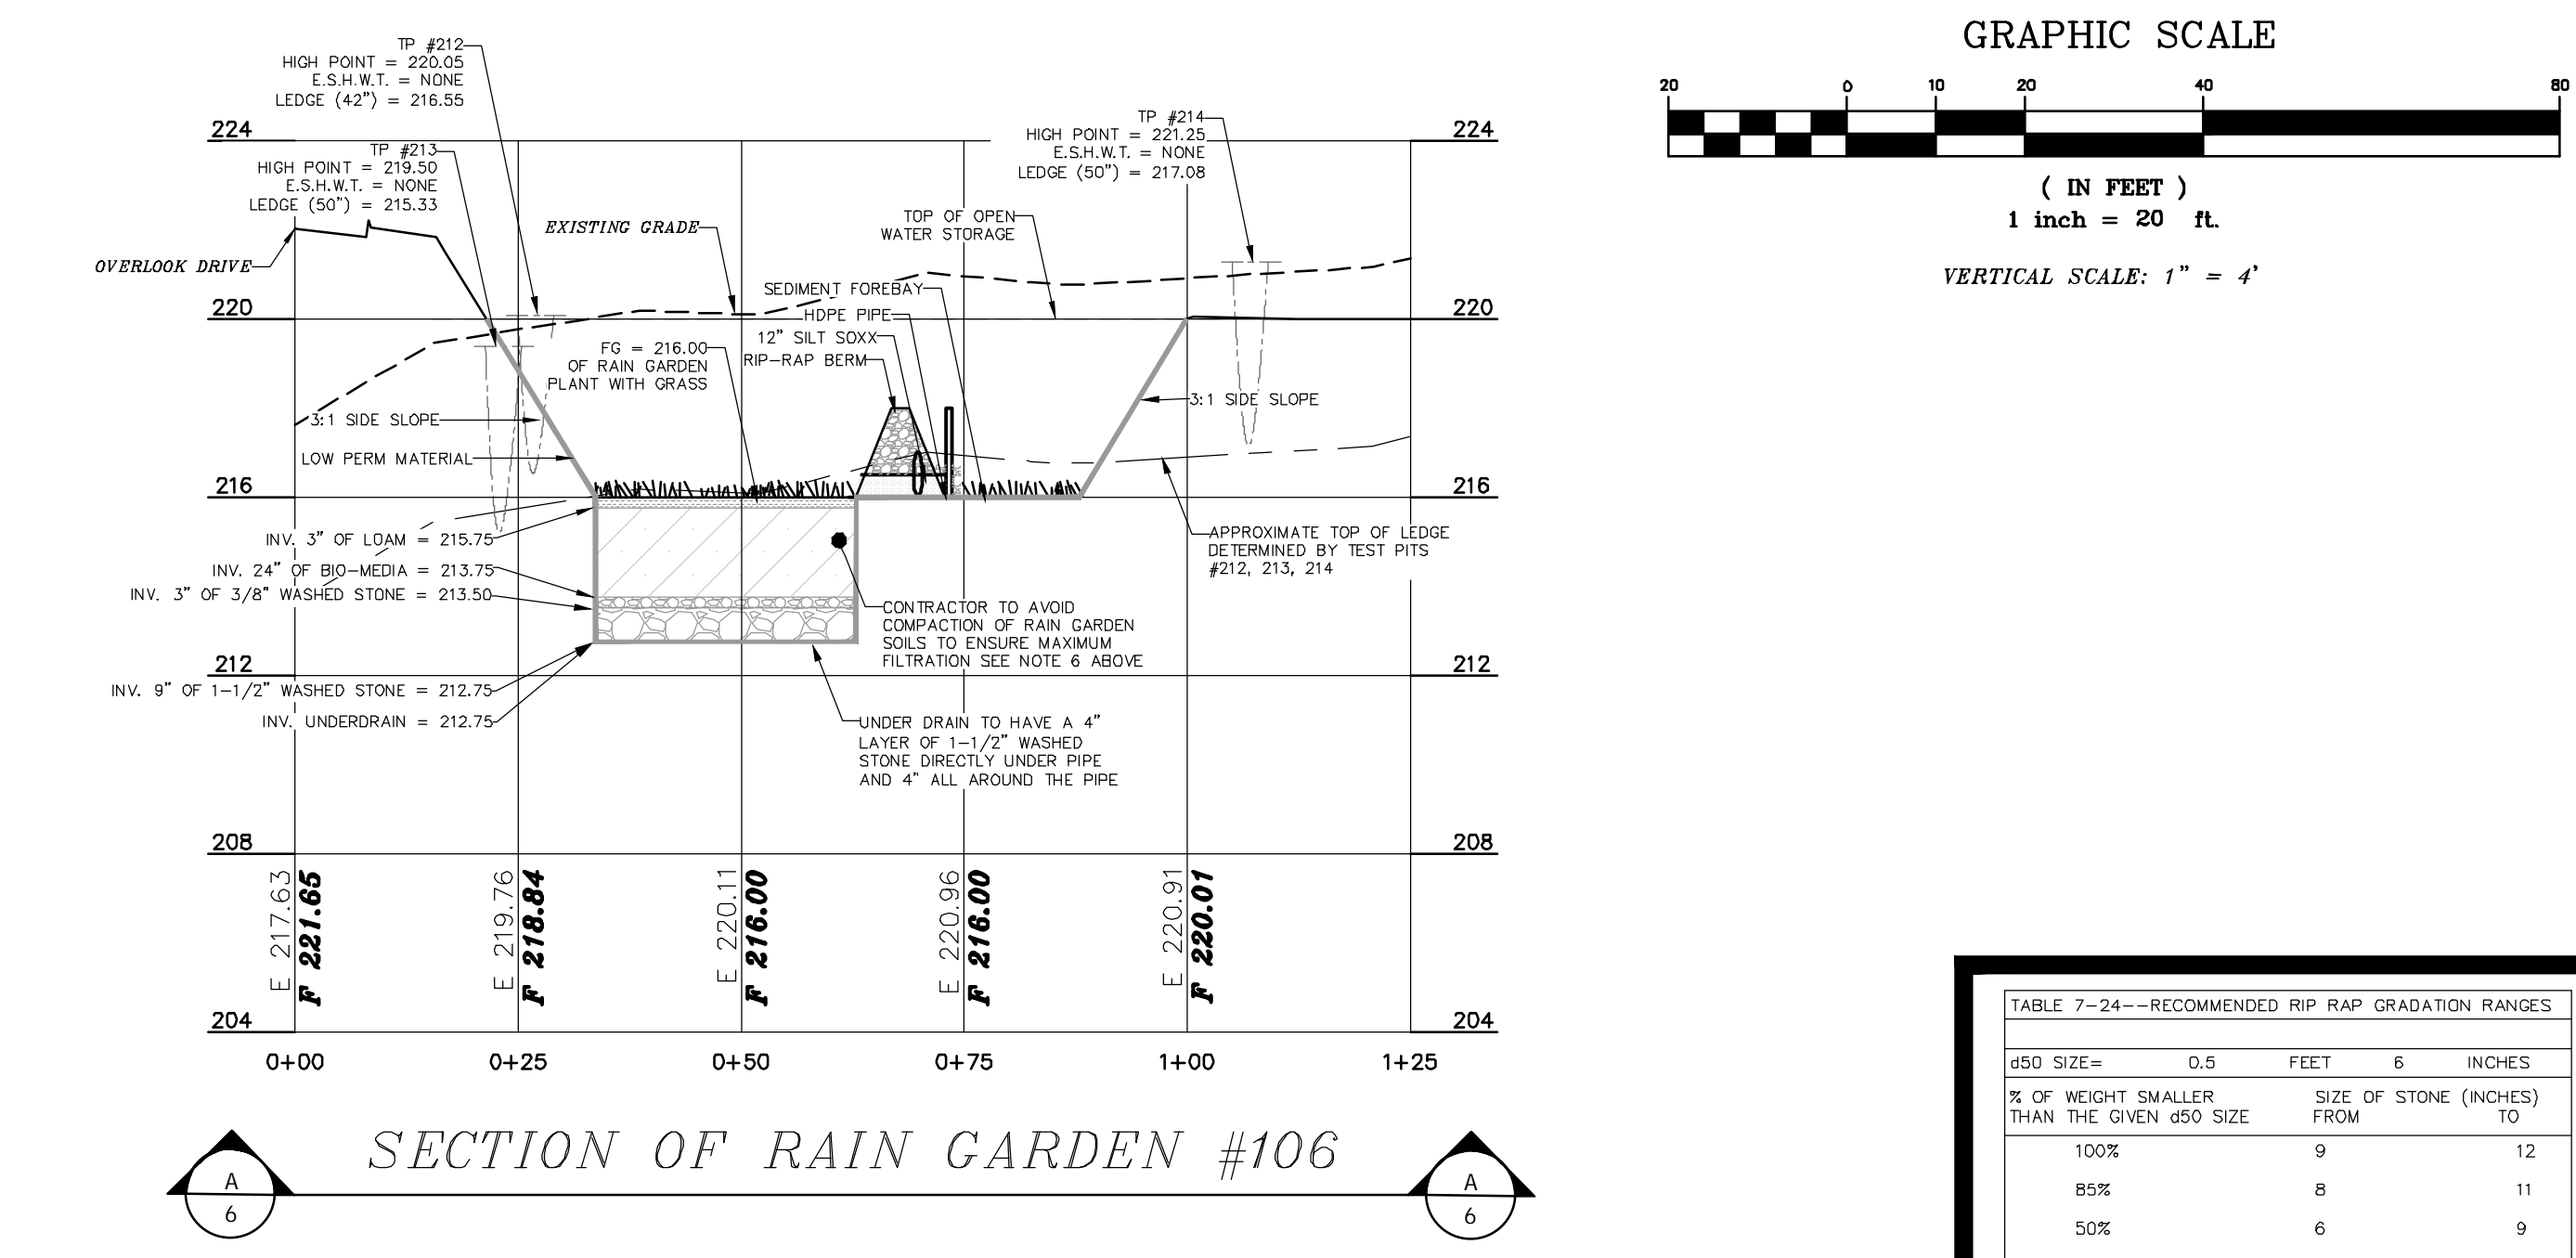 TP #212
HIGH POINT = 220.05
E.S.H.W.T. = NONE
LEDGE (42") = 216.55
224
TP #213
HIGH POINT = 219.50
E.S.H.W.T. = NONE
LEDGE (50") = 215.33
OVERLOOK DRIVE
EXISTING GRADE
TOP OF OPEN
WATER STORAGE
TP #214
HIGH POINT = 221.25
E.S.H.W.T. = NONE
LEDGE (50") = 217.08
224
SEDIMENT FOREBAY
HDPE PIPE
12" SILT SOXX
RIP-RAP BERM
220
220
FG = 216.00
OF RAIN GARDEN
PLANT WITH GRASS
3:1 SIDE SLOPE
3:1 SIDE SLOPE
LOW PERM MATERIAL
216
216
INV. 3" OF LOAM = 215.75
INV. 24" OF BIO-MEDIA = 213.75
INV. 3" OF 3/8" WASHED STONE = 213.50
APPROXIMATE TOP OF LEDGE
DETERMINED BY TEST PITS
#212, 213, 214
CONTRACTOR TO AVOID
COMPACTION OF RAIN GARDEN
SOILS TO ENSURE MAXIMUM
FILTRATION SEE NOTE 6 ABOVE
212
212
INV. 9" OF 1-1/2" WASHED STONE = 212.75
INV. UNDERDRAIN = 212.75
UNDER DRAIN TO HAVE A 4"
LAYER OF 1-1/2" WASHED
STONE DIRECTLY UNDER PIPE
AND 4" ALL AROUND THE PIPE
208
208
E 217.63
F 221.65
E 219.76
F 218.84
E 220.11
F 216.00
E 220.96
F 216.00
E 220.91
F 220.01
204
204
0+00 0+25 0+50 0+75 1+00 1+25
SECTION OF RAIN GARDEN #106
A
6
A
6
GRAPHIC SCALE
20 0 10 20 40 80
( IN FEET )
1 inch = 20 ft.
VERTICAL SCALE: 1" = 4'
TABLE 7-24--RECOMMENDED RIP RAP GRADATION RANGES
d50 SIZE= 0.5 FEET 6 INCHES
% OF WEIGHT SMALLER SIZE OF STONE (INCHES)
THAN THE GIVEN d50 SIZE FROM TO
100% 9 12
85% 8 11
50% 6 9